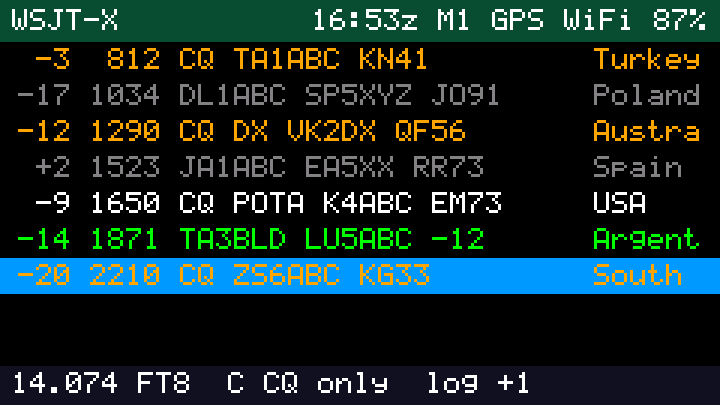 WSJT-X 16:53z M1 GPS WiFi 87%
-3 812 CQ TA1ABC KN41 Turkey
-17 1034 DL1ABC SP5XYZ JO91 Poland
-12 1290 CQ DX VK2DX QF56 Austra
+2 1523 JA1ABC EA5XX RR73 Spain
-9 1650 CQ POTA K4ABC EM73 USA
-14 1871 TA3BLD LU5ABC -12 Argent
-20 2210 CQ ZS6ABC KG33 South
14.074 FT8 C CQ only log +1